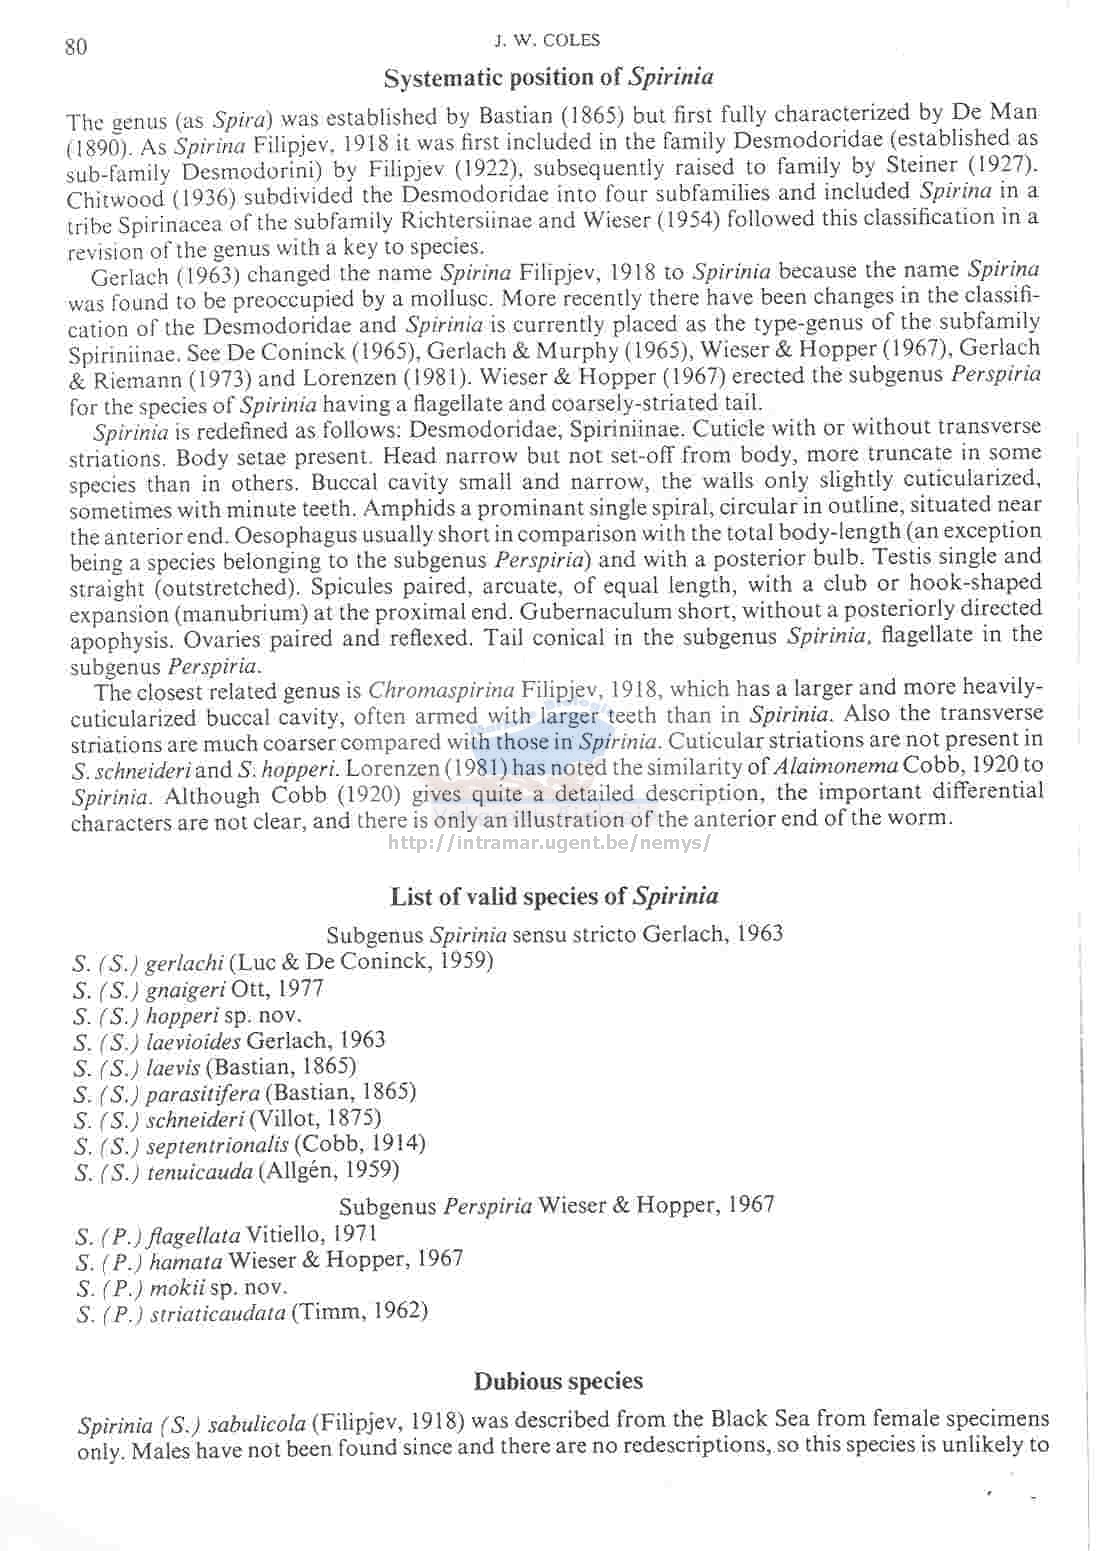 80
J. W. COLES
Systematic position of Spirinia
The genus (as Spira) was established by Bastian (1865) but first fully characterized by De Man
(1890). As Spirina Filipjev, 1918 it was first included in the family Desmodoridae (established as
sub-family Desmodorini) by Filipjev (1922), subsequently raised to family by Steiner (1927).
Chitwood (1936) subdivided the Desmodoridae into four subfamilies and included Spirina in a
tribe Spirinacea of the subfamily Richtersiinae and Wieser (1954) followed this classification in a
revision of the genus with a key to species.
Gerlach (1963) changed the name Spirina Filipjev, 1918 to Spirinia because the name Spirina
was found to be preoccupied by a mollusc. More recently there have been changes in the classifi-
cation of the Desmodoridae and Spirinia is currently placed as the type-genus of the subfamily
Spiriniinae. See De Coninck (1965), Gerlach & Murphy (1965), Wieser & Hopper (1967), Gerlach
& Riemann (1973) and Lorenzen (1981). Wieser & Hopper (1967) erected the subgenus Perspiria
for the species of Spirinia having a flagellate and coarsely-striated tail.
Spirinia is redefined as follows: Desmodoridae, Spiriniinae. Cuticle with or without transverse
striations. Body setae present. Head narrow but not set-off from body, more truncate in some
species than in others. Buccal cavity small and narrow, the walls only slightly cuticularized,
sometimes with minute teeth. Amphids a prominant single spiral, circular in outline, situated near
the anterior end. Oesophagus usually short in comparison with the total body-length (an exception
being a species belonging to the subgenus Perspiria) and with a posterior bulb. Testis single and
straight (outstretched). Spicules paired, arcuate, of equal length, with a club or hook-shaped
expansion (manubrium) at the proximal end. Gubernaculum short, without a posteriorly directed
apophysis. Ovaries paired and reflexed. Tail conical in the subgenus Spirinia, flagellate in the
subgenus Perspiria.
The closest related genus is Chromaspirina Filipjev, 1918, which has a larger and more heavily-
cuticularized buccal cavity, often armed with larger teeth than in Spirinia. Also the transverse
striations are much coarser compared with those in Spirinia. Cuticular striations are not present in
S. schneideri and S. hopperi. Lorenzen (1981) has noted the similarity of Alaimonema Cobb, 1920 to
Spirinia. Although Cobb (1920) gives quite a detailed description, the important differential
characters are not clear, and there is only an illustration of the anterior end of the worm.
http://intramar.ugent.be/nemys/
List of valid species of Spirinia
Subgenus Spirinia sensu stricto Gerlach, 1963
S. (S.) gerlachi (Luc & De Coninck, 1959)
S. (S.) gnaigeri Ott, 1977
S. (S.) hopperi sp. nov.
S. (S.) laevioides Gerlach, 1963
S. (S.) laevis (Bastian, 1865)
S. (S.) parasitifera (Bastian, 1865)
S. (S.) schneideri (Villot, 1875)
S. (S.) septentrionalis (Cobb, 1914)
S. (S.) tenuicauda (Allgén, 1959)
Subgenus Perspiria Wieser & Hopper, 1967
S. (P.) flagellata Vitiello, 1971
S. (P.) hamata Wieser & Hopper, 1967
S. (P.) mokii sp. nov.
S. (P.) striaticaudata (Timm, 1962)
Dubious species
Spirinia (S.) sabulicola (Filipjev, 1918) was described from the Black Sea from female specimens
only. Males have not been found since and there are no redescriptions, so this species is unlikely to